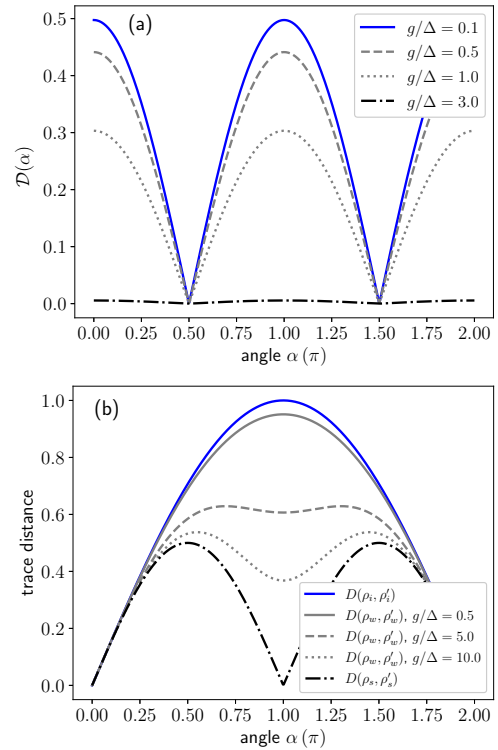 (a)
g/Δ = 0.1
g/Δ = 0.5
g/Δ = 1.0
g/Δ = 3.0
𝒟(α)
0.5
0.4
0.3
0.2
0.1
0.0
0.00 0.25 0.50 0.75 1.00 1.25 1.50 1.75 2.00
angle α (π)
(b)
trace distance
1.0
0.8
0.6
0.4
0.2
0.0
D(ρ_i, ρ′_i)
D(ρ_w, ρ′_w), g/Δ = 0.5
D(ρ_w, ρ′_w), g/Δ = 5.0
D(ρ_w, ρ′_w), g/Δ = 10.0
D(ρ_s, ρ′_s)
0.00 0.25 0.50 0.75 1.00 1.25 1.50 1.75 2.00
angle α (π)